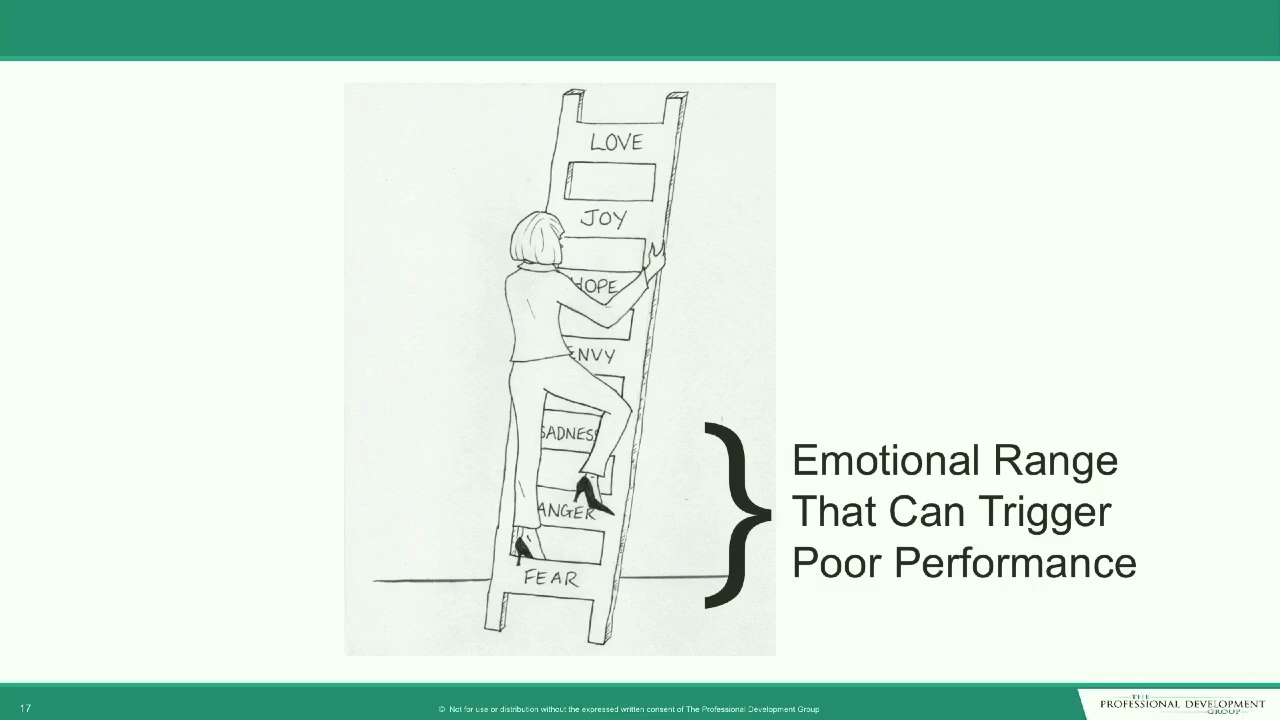 LOVE
JOY
HOPE
ENVY
SADNESS
ANGER
FEAR
Emotional Range
That Can Trigger
Poor Performance
17
© Not for use or distribution without the expressed written consent of The Professional Development Group
THE
PROFESSIONAL DEVELOPMENT
GROUP